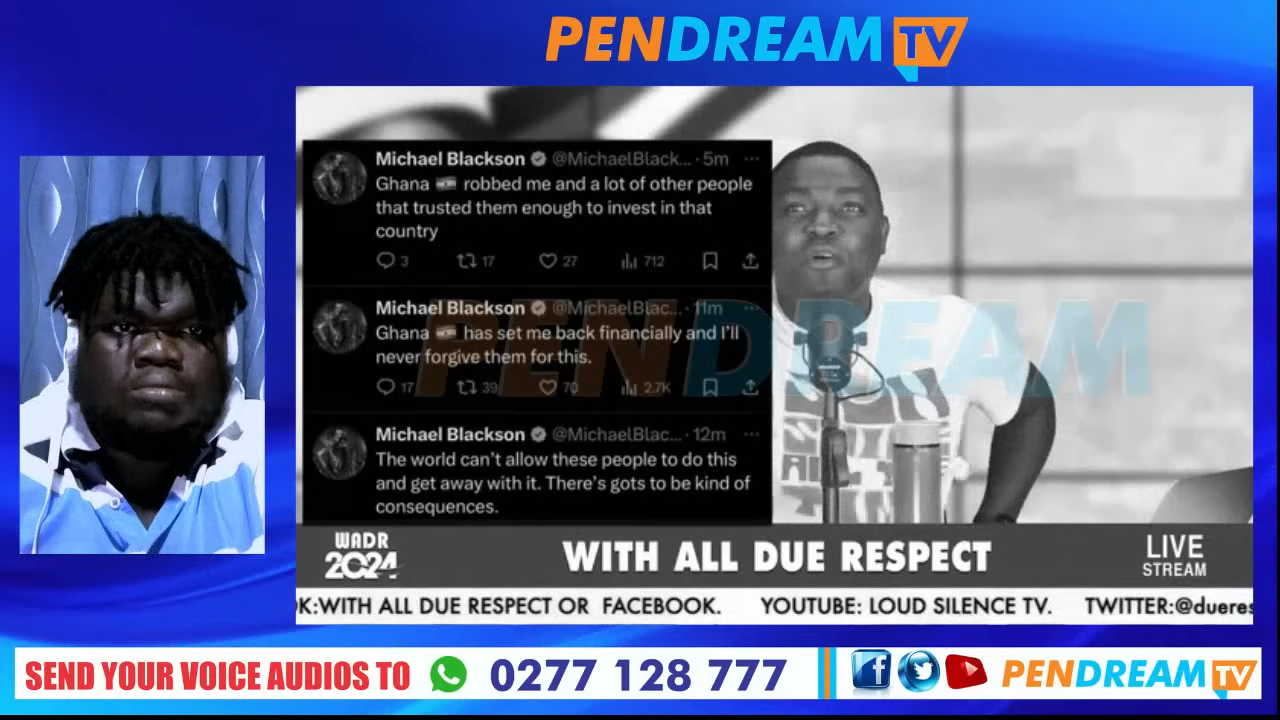 PENDREAM TV
Michael Blackson @MichaelBlack... · 5m
Ghana robbed me and a lot of other people
that trusted them enough to invest in that
country
3 17 27 712
Michael Blackson @MichaelBlac... · 11m
Ghana has set me back financially and I'll
never forgive them for this.
17 39 70 2.7K
Michael Blackson @MichaelBlac... · 12m
The world can't allow these people to do this
and get away with it. There's gots to be kind of
consequences.
PENDREAM
WADR
2024
WITH ALL DUE RESPECT
LIVE
STREAM
OK:WITH ALL DUE RESPECT OR FACEBOOK. YOUTUBE: LOUD SILENCE TV. TWITTER:@dueres
SEND YOUR VOICE AUDIOS TO 0277 128 777 PENDREAM TV